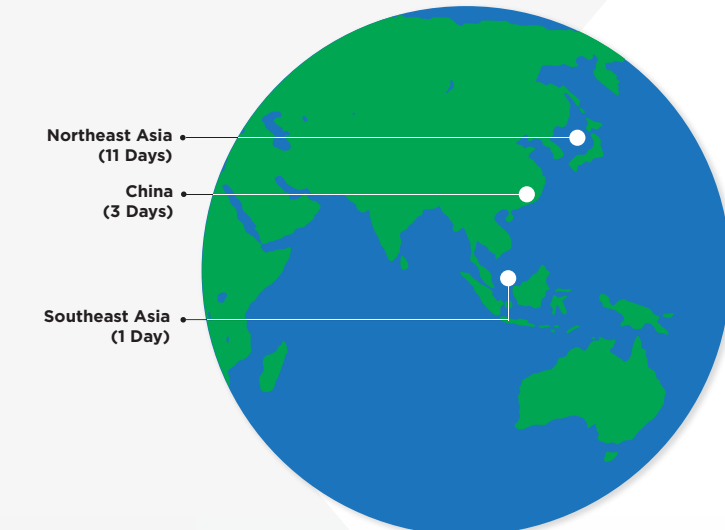 Northeast Asia
(11 Days)
China
(3 Days)
Southeast Asia
(1 Day)